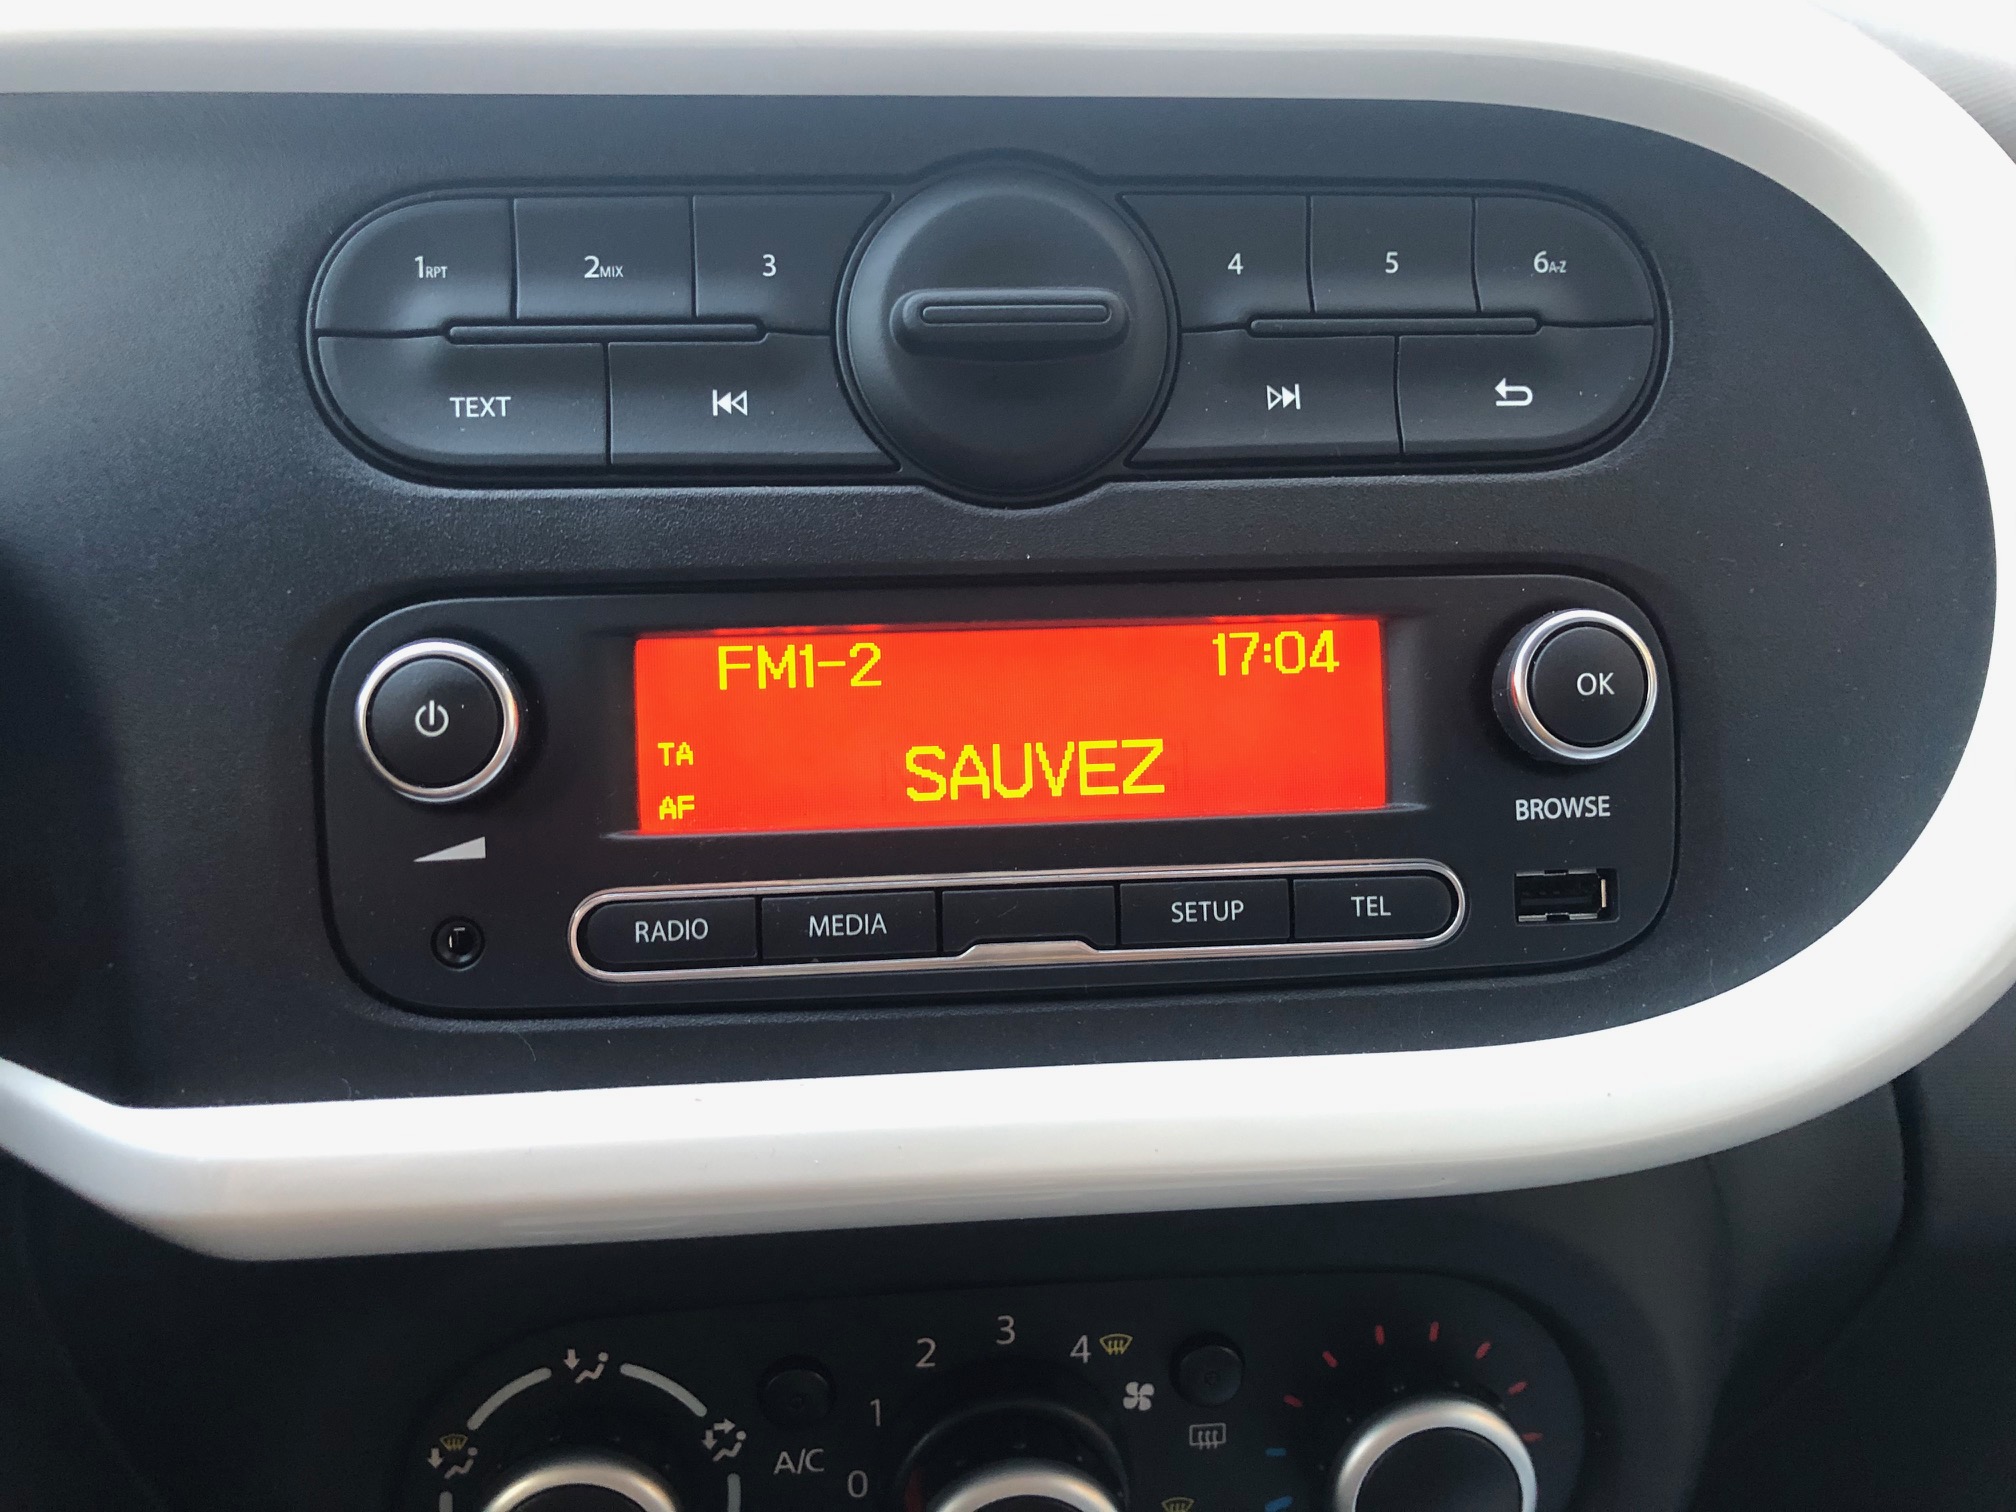 1RPT 2MIX 3 4 5 6A-Z
TEXT
FM1-2 17:04
TA
SAUVEZ
AF
OK
BROWSE
RADIO MEDIA SETUP TEL
0 1 2 3 4
A/C